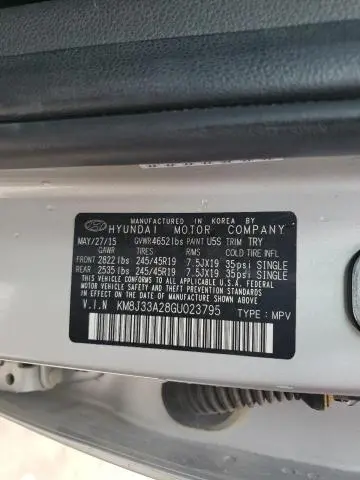 MANUFACTURED IN KOREA BY
HYUNDAI MOTOR COMPANY
MAY/27/15 GVWR4652lbs PAINT U5S TRIM TRY
GAWR TIRE RIMS COLD TIRE INFL
FRONT 2822lbs 245/45R19 7.5JX19 35psi SINGLE
REAR 2535lbs 245/45R19 7.5JX19 35psi SINGLE
THIS VEHICLE CONFORMS TO ALL APPLICABLE U.S.A. FEDERAL
MOTOR VEHICLE SAFETY AND THEFT PREVENTION STANDARDS
IN EFFECT ON THE DATE OF MANUFACTURE SHOWN ABOVE.
V.I.N KM8J33A28GU023795 TYPE:MPV